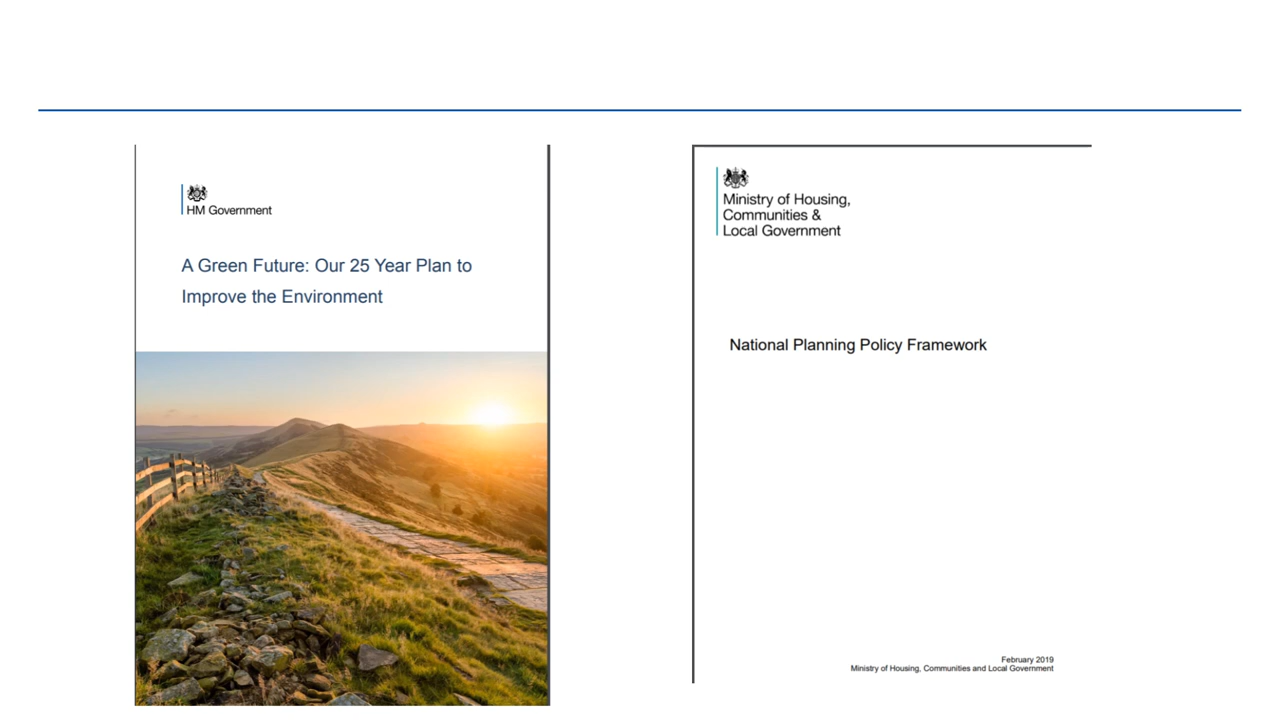 HM Government
A Green Future: Our 25 Year Plan to
Improve the Environment
Ministry of Housing,
Communities &
Local Government
National Planning Policy Framework
February 2019
Ministry of Housing, Communities and Local Government